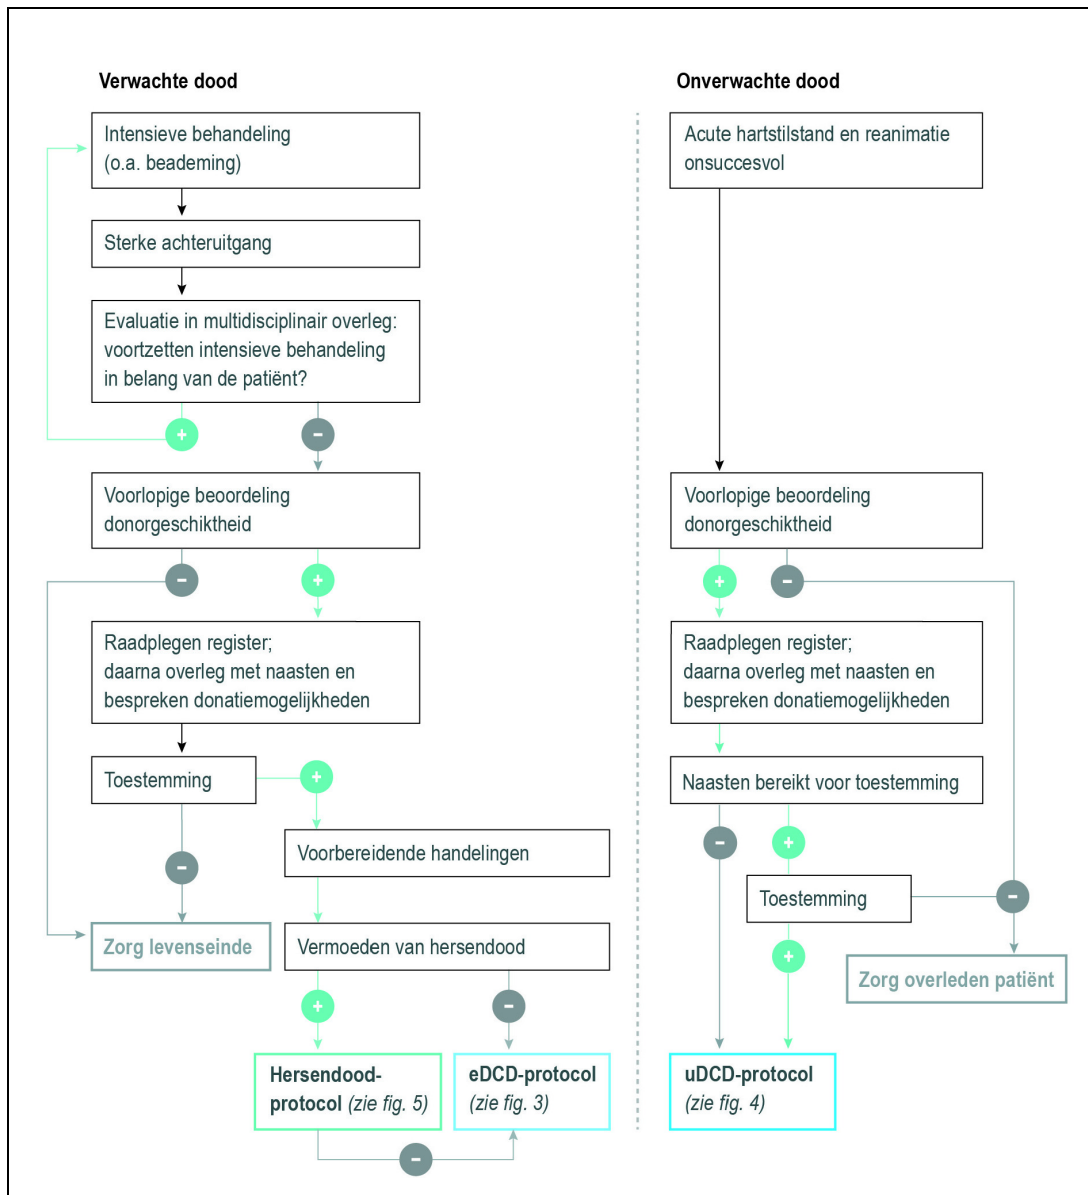 Verwachte dood
Intensieve behandeling
(o.a. beademing)
Sterke achteruitgang
Evaluatie in multidisciplinair overleg:
voortzetten intensieve behandeling
in belang van de patiënt?
+
-
Voorlopige beoordeling
donorgeschiktheid
-
+
Raadplegen register;
daarna overleg met naasten en
bespreken donatiemogelijkheden
Toestemming
+
Voorbereidende handelingen
-
Zorg levenseinde
Vermoeden van hersendood
+
-
Hersendood-
protocol (zie fig. 5)
eDCD-protocol
(zie fig. 3)
-
Onverwachte dood
Acute hartstilstand en reanimatie
onsuccesvol
Voorlopige beoordeling
donorgeschiktheid
+
-
Raadplegen register;
daarna overleg met naasten en
bespreken donatiemogelijkheden
Naasten bereikt voor toestemming
-
+
Toestemming
-
+
Zorg overleden patiënt
uDCD-protocol
(zie fig. 4)